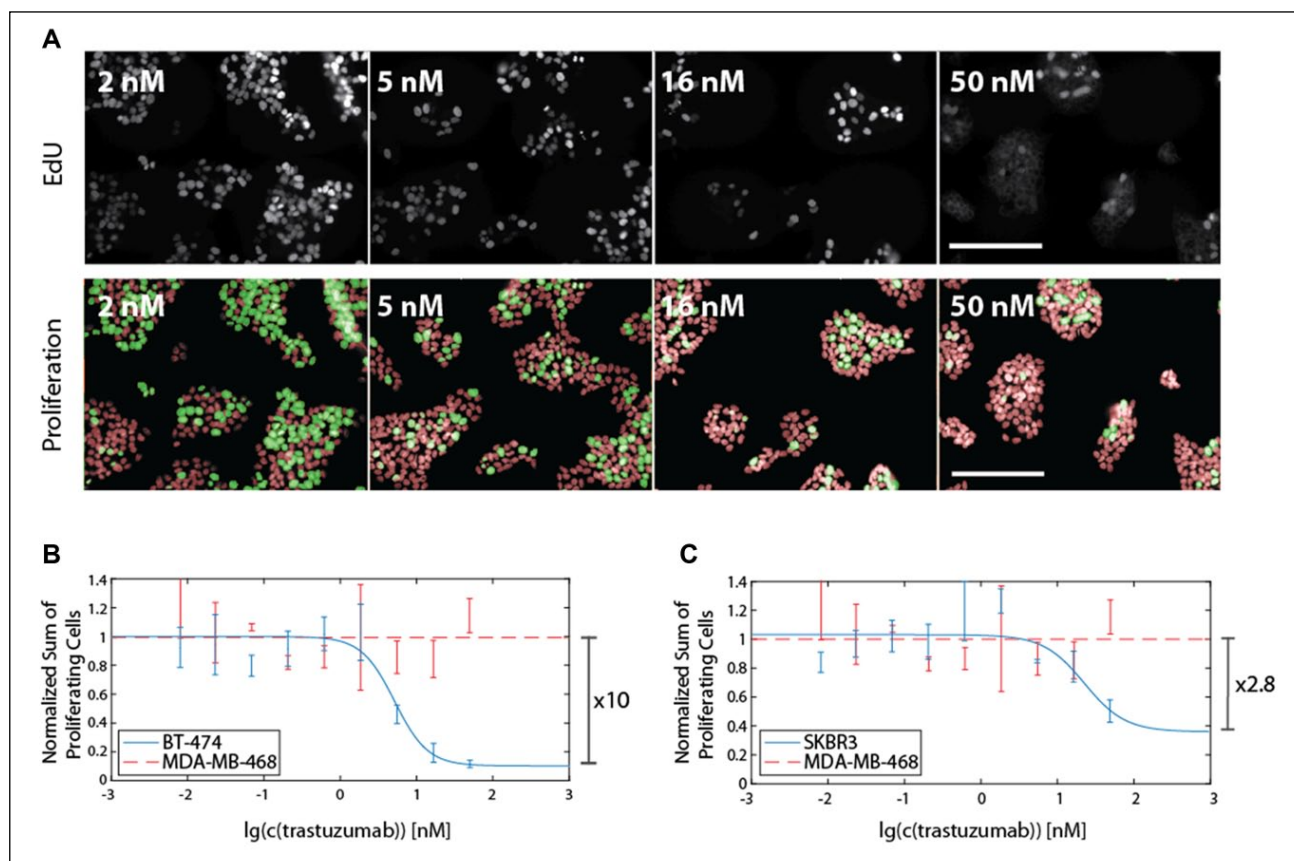 A
EdU
2 nM
5 nM
16 nM
50 nM
Proliferation
2 nM
5 nM
16 nM
50 nM
B
Normalized Sum of
Proliferating Cells
1.4
1.2
1
0.8
0.6
0.4
0.2
0
BT-474
MDA-MB-468
-3
-2
-1
0
1
2
3
lg(c(trastuzumab)) [nM]
x10
C
Normalized Sum of
Proliferating Cells
1.4
1.2
1
0.8
0.6
0.4
0.2
0
SKBR3
MDA-MB-468
-3
-2
-1
0
1
2
3
lg(c(trastuzumab)) [nM]
x2.8